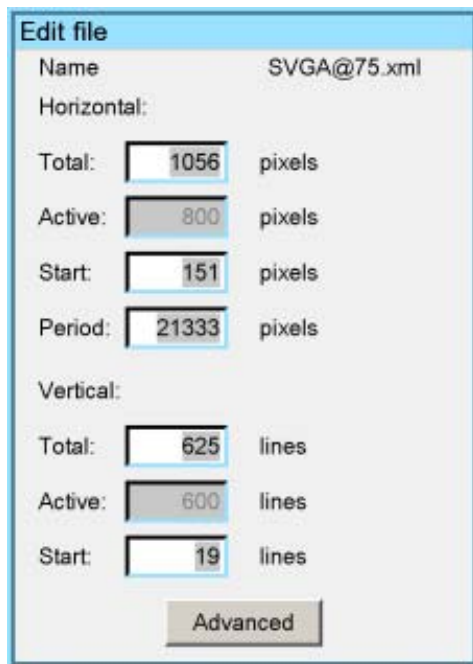 Edit file
Name SVGA@75.xml
Horizontal:
Total: 1056 pixels
Active: 800 pixels
Start: 151 pixels
Period: 21333 pixels
Vertical:
Total: 625 lines
Active: 600 lines
Start: 19 lines
Advanced